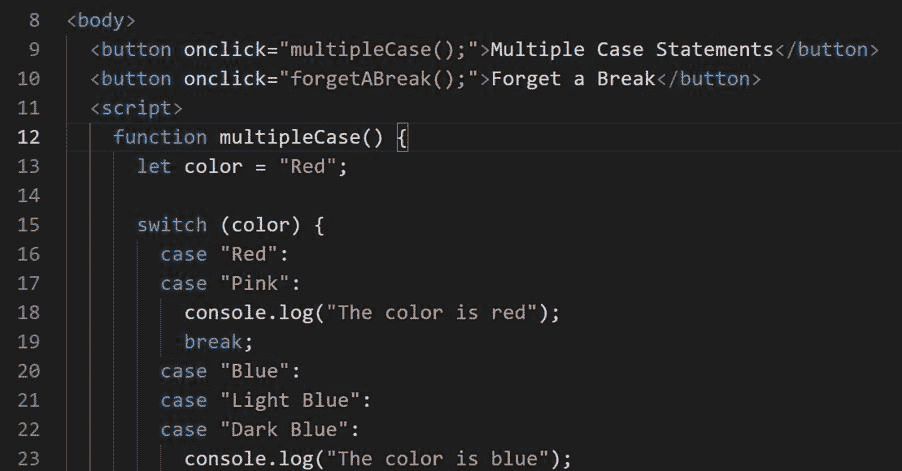 8 <body>
9 <button onclick="multipleCase();">Multiple Case Statements</button>
10 <button onclick="forgetABreak();">Forget a Break</button>
11 <script>
12 function multipleCase() {
13 let color = "Red";
14
15 switch (color) {
16 case "Red":
17 case "Pink":
18 console.log("The color is red");
19 break;
20 case "Blue":
21 case "Light Blue":
22 case "Dark Blue":
23 console.log("The color is blue");